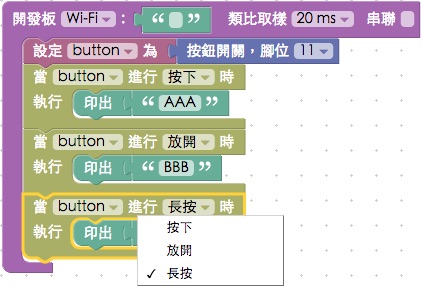 開發板 Wi-Fi : “ ” 類比取樣 20 ms 串聯
設定 button 為 按鈕開關，腳位 11
當 button 進行 按下 時
執行 印出 “ AAA ”
當 button 進行 放開 時
執行 印出 “ BBB ”
當 button 進行 長按 時
執行 印出
按下
放開
✓ 長按